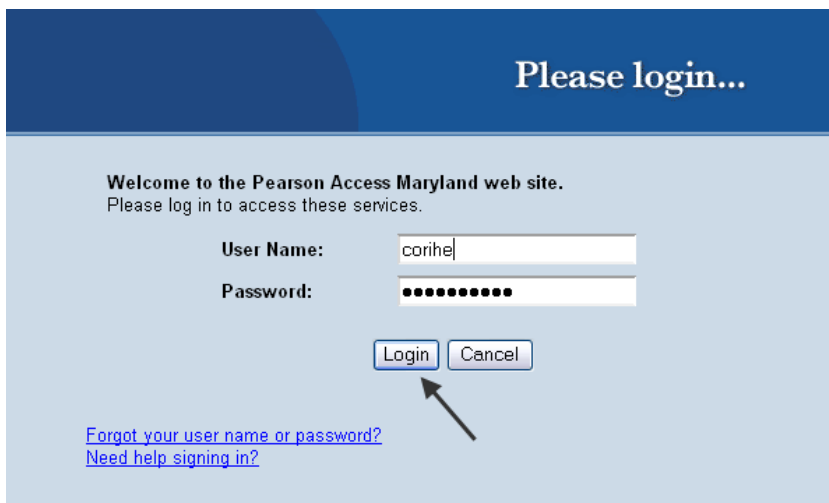 Please login...
Welcome to the Pearson Access Maryland web site.
Please log in to access these services.
User Name: corihe
Password: ●●●●●●●●●●
Login Cancel
Forgot your user name or password?
Need help signing in?